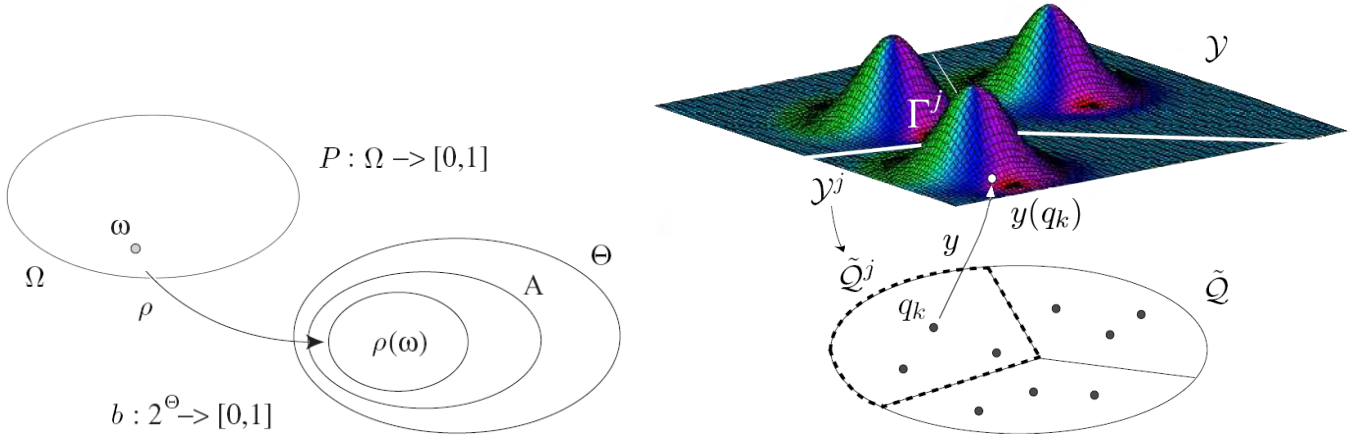 P : Ω –> [0,1]
ω
Ω
ρ
Θ
A
ρ(ω)
b : 2^Θ –> [0,1]
𝒴
Γ^j
𝒴^j
y(q_k)
y
𝒬̃^j
𝒬̃
q_k